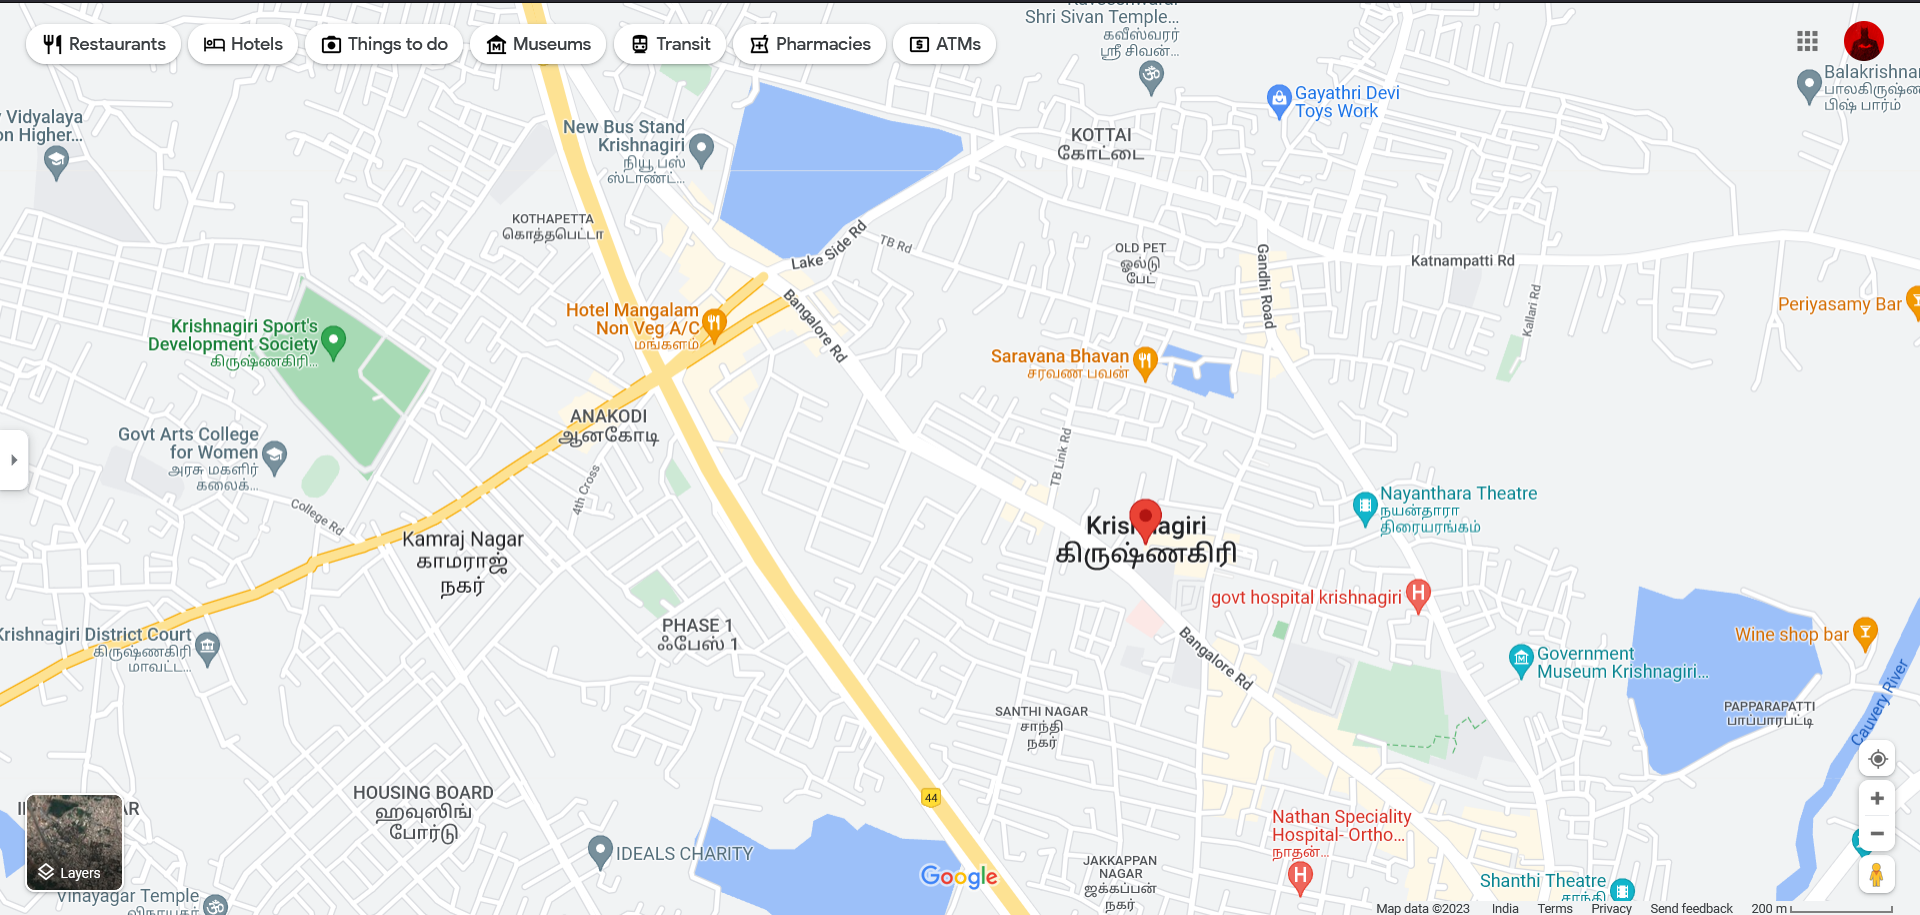 Restaurants
Hotels
Things to do
Museums
Transit
Pharmacies
ATMs
Shri Sivan Temple...
கவீஸ்வரர்
ஸ்ரீ சிவன்...
Balakrishnan
பாலகிருஷ்ண
பிஷ் பார்ம்
Vidyalaya
on Higher...
Gayathri Devi
Toys Work
New Bus Stand
Krishnagiri
நியூ பஸ்
ஸ்டாண்ட்...
KOTTAI
கோட்டை
KOTHAPETTA
கொத்தபெட்டா
Lake Side Rd
TB Rd
OLD PET
ஓல்டு
பேட்
Gandhi Road
Katnampatti Rd
Kallari Rd
Periyasamy Bar
Hotel Mangalam
Non Veg A/C
மங்களம்
Bangalore Rd
Krishnagiri Sport's
Development Society
கிருஷ்ணகிரி...
Saravana Bhavan
சரவண பவன்
ANAKODI
ஆனகோடி
Govt Arts College
for Women
அரசு மகளிர்
கலைக்...
College Rd
4th Cross
TB Link Rd
Nayanthara Theatre
நயன்தாரா
திரையரங்கம்
Krishnagiri
கிருஷ்ணகிரி
Kamraj Nagar
காமராஜ்
நகர்
govt hospital krishnagiri
PHASE 1
ஃபேஸ் 1
Krishnagiri District Court
கிருஷ்ணகிரி
மாவட்ட...
Bangalore Rd
Wine shop bar
Government
Museum Krishnagiri...
Cauvery River
PAPPARAPATTI
பாப்பாரபட்டி
SANTHI NAGAR
சாந்தி
நகர்
HOUSING BOARD
ஹவுஸிங்
போர்டு
44
Nathan Speciality
Hospital- Ortho...
நாதன்...
IDEALS CHARITY
JAKKAPPAN
NAGAR
ஜக்கப்பன்
நகர்
Google
Layers
Vinayagar Temple
விநாயகர்
Shanthi Theatre
சாந்தி
Map data ©2023
India
Terms
Privacy
Send feedback
200 m